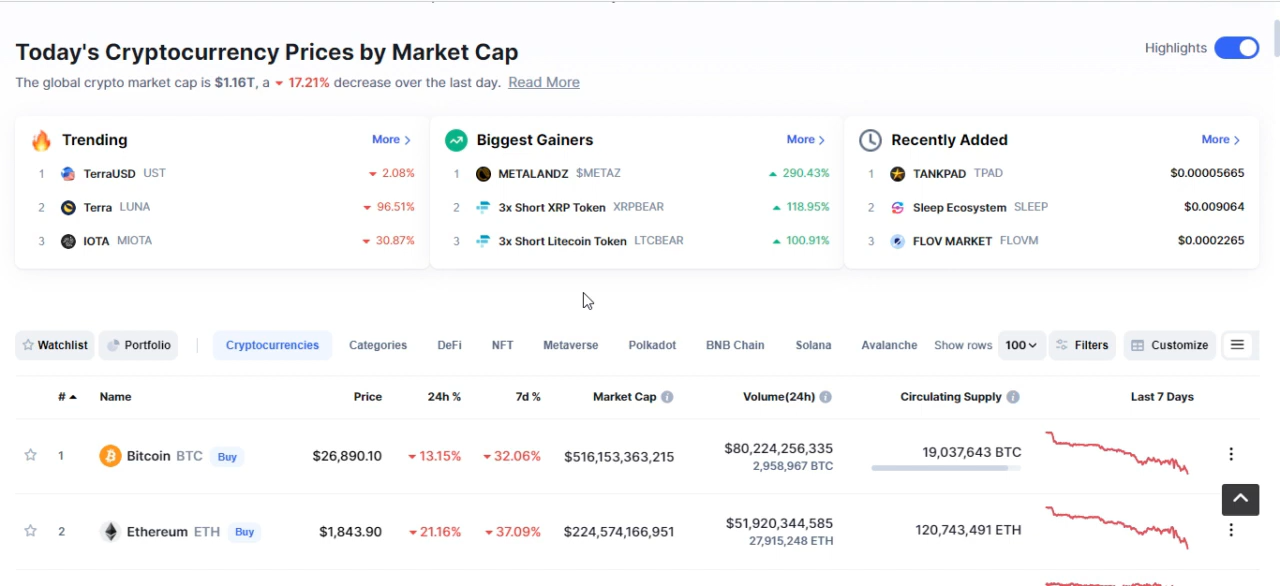 Today's Cryptocurrency Prices by Market Cap
Highlights
The global crypto market cap is $1.16T, a 17.21% decrease over the last day. Read More
Trending More
1 TerraUSD UST 2.08%
2 Terra LUNA 96.51%
3 IOTA MIOTA 30.87%
Biggest Gainers More
1 METALANDZ $METAZ 290.43%
2 3x Short XRP Token XRPBEAR 118.95%
3 3x Short Litecoin Token LTCBEAR 100.91%
Recently Added More
1 TANKPAD TPAD $0.00005665
2 Sleep Ecosystem SLEEP $0.009064
3 FLOV MARKET FLOVM $0.0002265
Watchlist Portfolio Cryptocurrencies Categories DeFi NFT Metaverse Polkadot BNB Chain Solana Avalanche Show rows 100 Filters Customize
# Name Price 24h % 7d % Market Cap Volume(24h) Circulating Supply Last 7 Days
1 Bitcoin BTC Buy $26,890.10 13.15% 32.06% $516,153,363,215 $80,224,256,335 19,037,643 BTC
2,958,967 BTC
2 Ethereum ETH Buy $1,843.90 21.16% 37.09% $224,574,166,951 $51,920,344,585 120,743,491 ETH
27,915,248 ETH